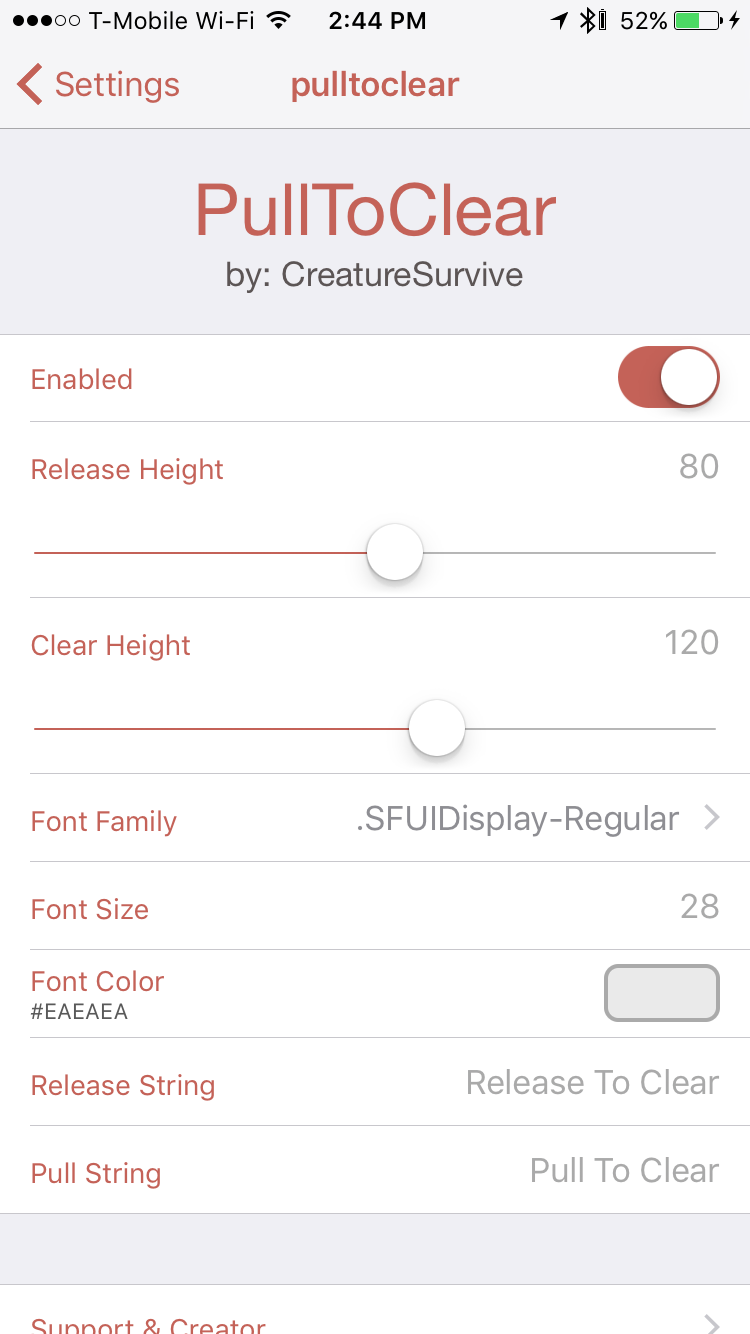 T-Mobile Wi-Fi 2:44 PM 52%
Settings pulltoclear
PullToClear
by: CreatureSurvive
Enabled
Release Height 80
Clear Height 120
Font Family .SFUIDisplay-Regular
Font Size 28
Font Color
#EAEAEA
Release String Release To Clear
Pull String Pull To Clear
Support & Creator